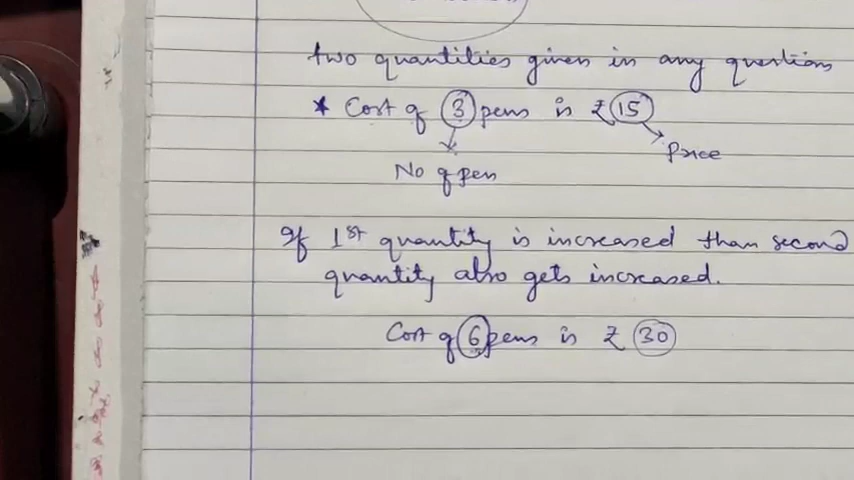 two quantities given in any questions
* Cost of 3 pens is ₹ 15
Price
No of pen
If 1st quantity is increased than second
quantity also gets increased.
Cost of 6 pens is ₹ 30